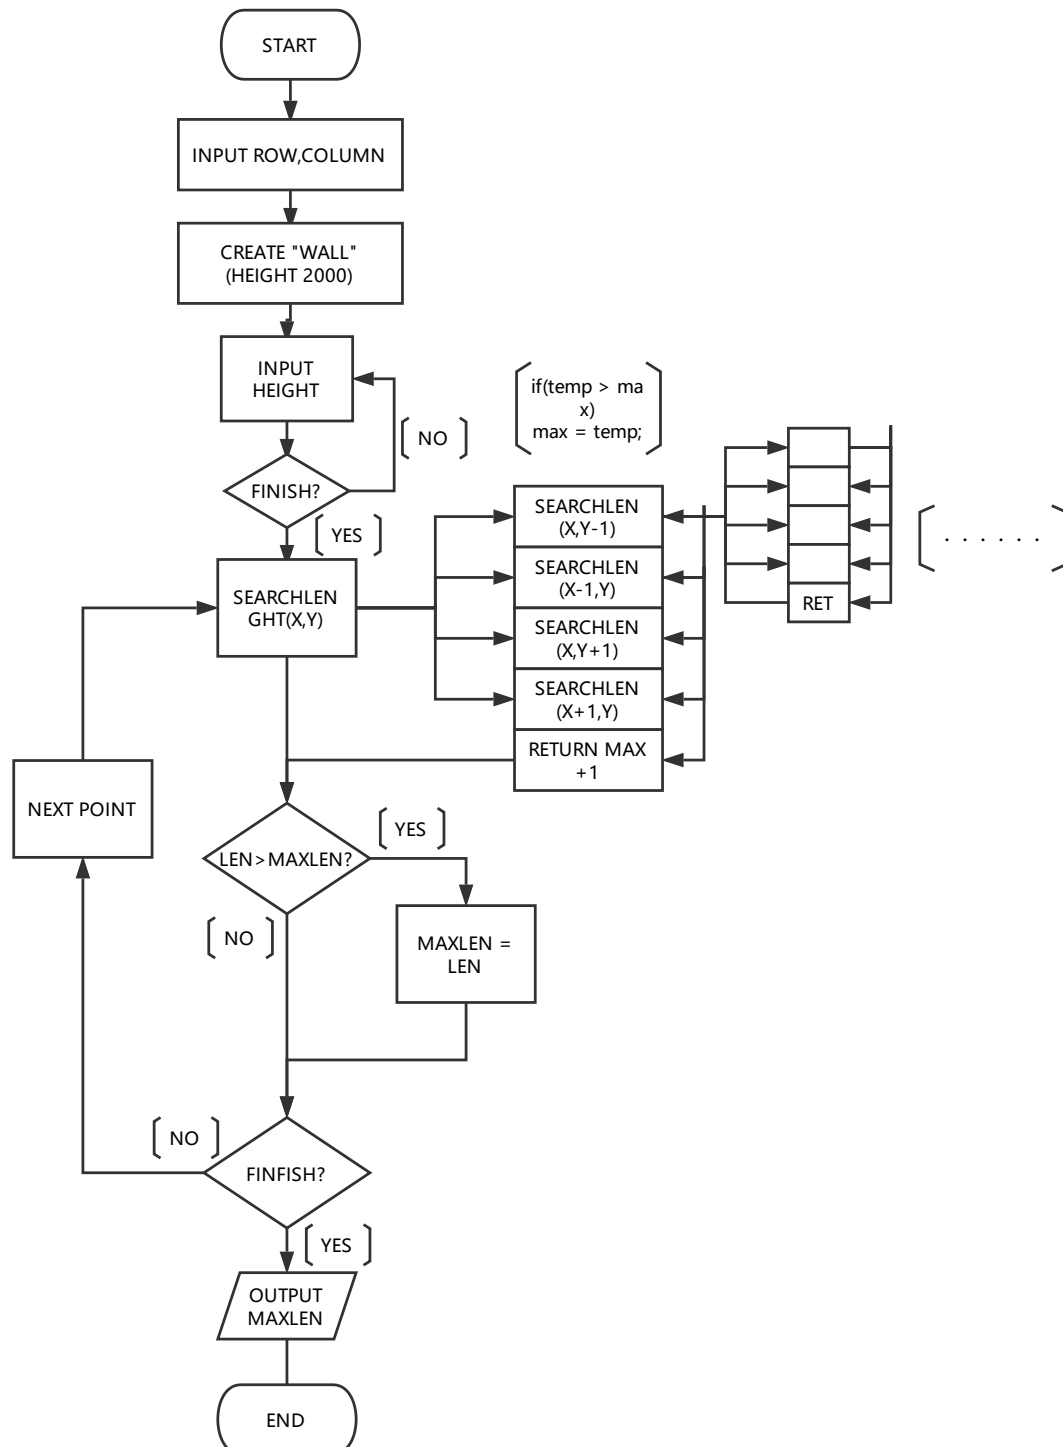 START
INPUT ROW,COLUMN
CREATE "WALL"
(HEIGHT 2000)
INPUT
HEIGHT
NO
FINISH?
YES
if(temp > ma
x)
max = temp;
SEARCHLEN
GHT(X,Y)
SEARCHLEN
(X,Y-1)
SEARCHLEN
(X-1,Y)
SEARCHLEN
(X,Y+1)
SEARCHLEN
(X+1,Y)
RETURN MAX
+1
RET
. . . . . .
NEXT POINT
LEN>MAXLEN?
YES
NO
MAXLEN =
LEN
NO
FINFISH?
YES
OUTPUT
MAXLEN
END